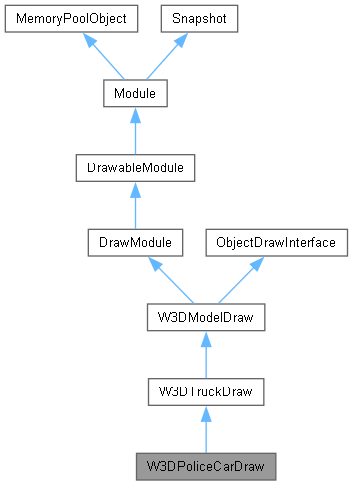 MemoryPoolObject
Snapshot
Module
DrawableModule
DrawModule
ObjectDrawInterface
W3DModelDraw
W3DTruckDraw
W3DPoliceCarDraw